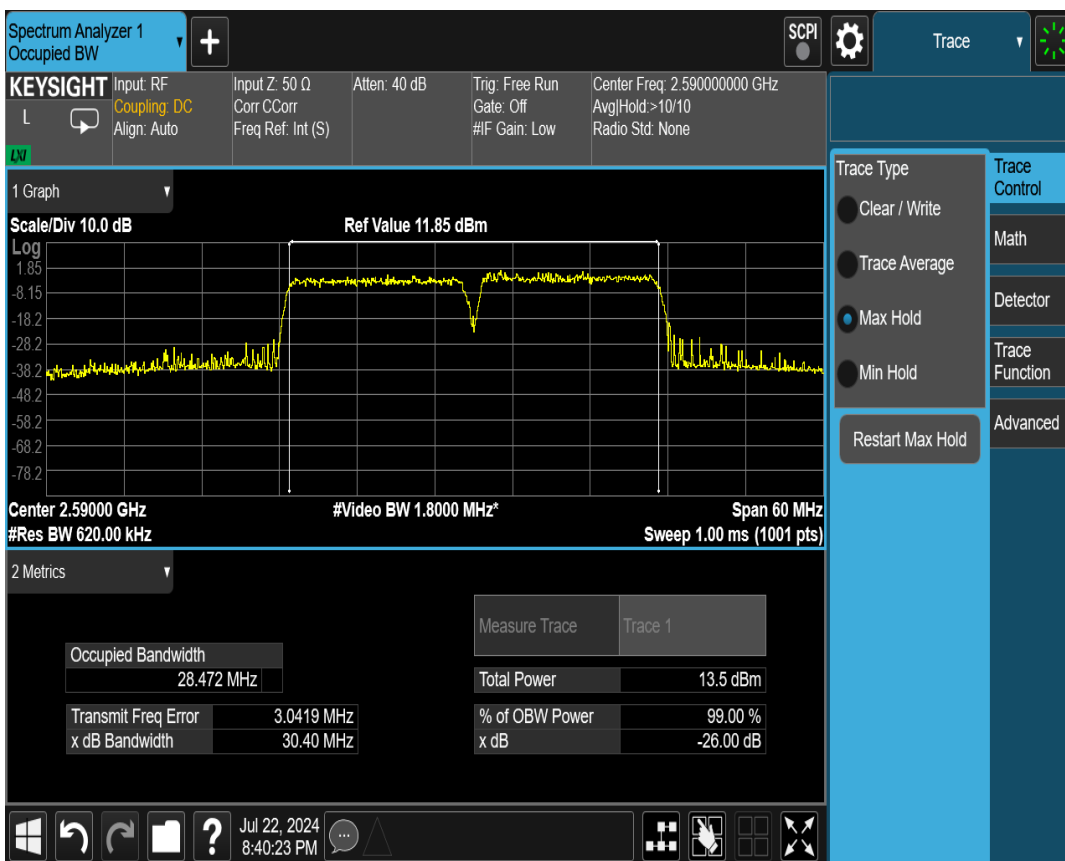 Spectrum Analyzer 1
Occupied BW
+
SCPI
Trace
KEYSIGHT
L
LXI
Input: RF
Coupling: DC
Align: Auto
Input Z: 50 Ω
Corr CCorr
Freq Ref: Int (S)
Atten: 40 dB
Trig: Free Run
Gate: Off
#IF Gain: Low
Center Freq: 2.590000000 GHz
Avg|Hold:>10/10
Radio Std: None
1 Graph
Scale/Div 10.0 dB
Ref Value 11.85 dBm
Log
1.85
-8.15
-18.2
-28.2
-38.2
-48.2
-58.2
-68.2
-78.2
Center 2.59000 GHz
#Video BW 1.8000 MHz*
Span 60 MHz
#Res BW 620.00 kHz
Sweep 1.00 ms (1001 pts)
2 Metrics
Measure Trace
Trace 1
Occupied Bandwidth
28.472 MHz
Total Power
13.5 dBm
Transmit Freq Error
3.0419 MHz
% of OBW Power
99.00 %
x dB Bandwidth
30.40 MHz
x dB
-26.00 dB
Trace Type
Clear / Write
Trace Average
Max Hold
Min Hold
Restart Max Hold
Trace
Control
Math
Detector
Trace
Function
Advanced
?
Jul 22, 2024
8:40:23 PM
...